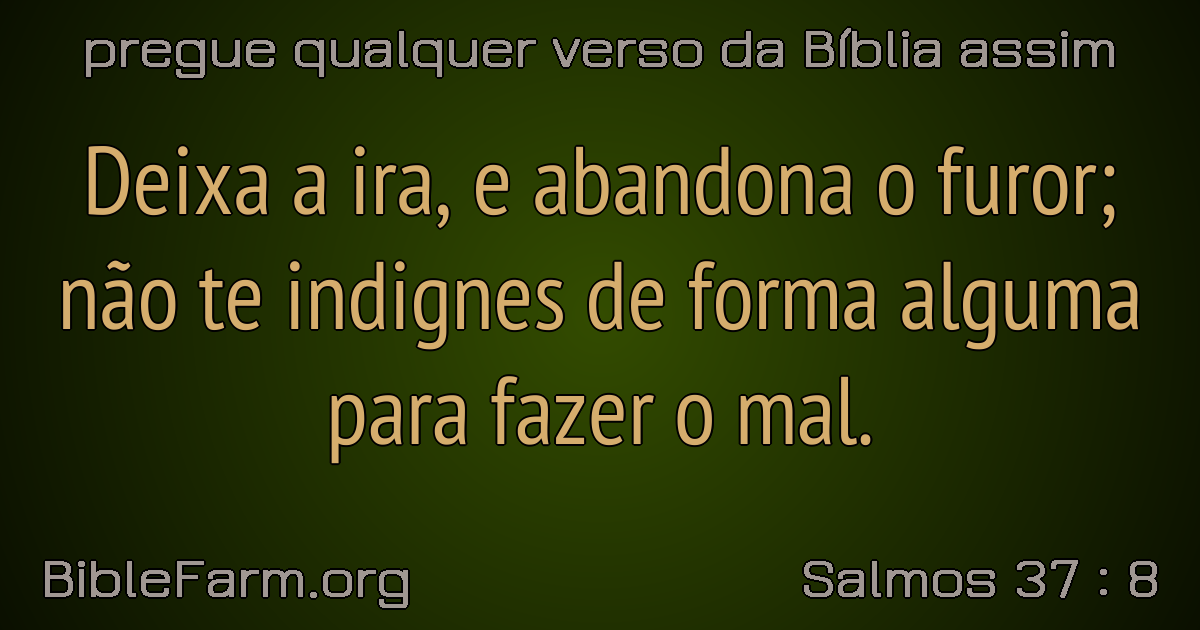 pregue qualquer verso da Bíblia assim
Deixa a ira, e abandona o furor;
não te indignes de forma alguma
para fazer o mal.
BibleFarm.org
Salmos 37 : 8